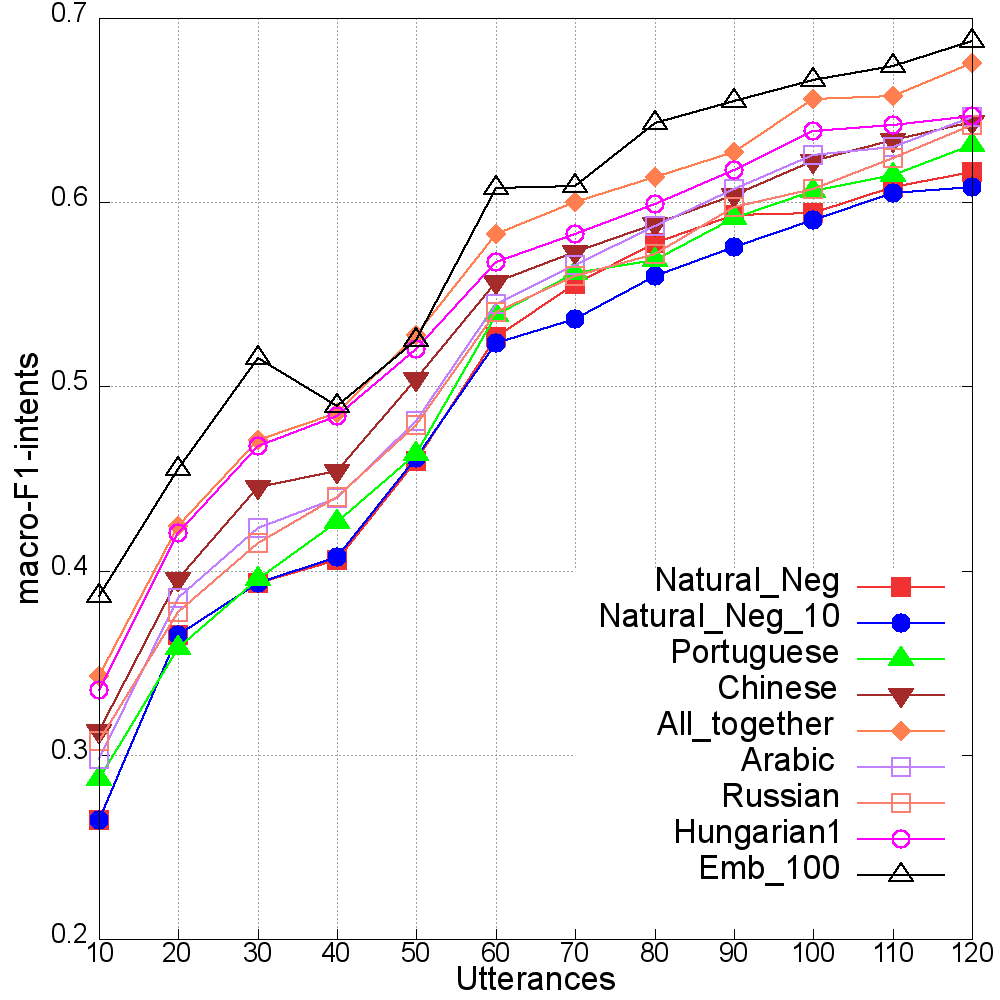 0.7
0.6
0.5
0.4
0.3
0.2
macro-F1-intents
Natural_Neg
Natural_Neg_10
Portuguese
Chinese
All_together
Arabic
Russian
Hungarian1
Emb_100
10 20 30 40 50 60 70 80 90 100 110 120
Utterances